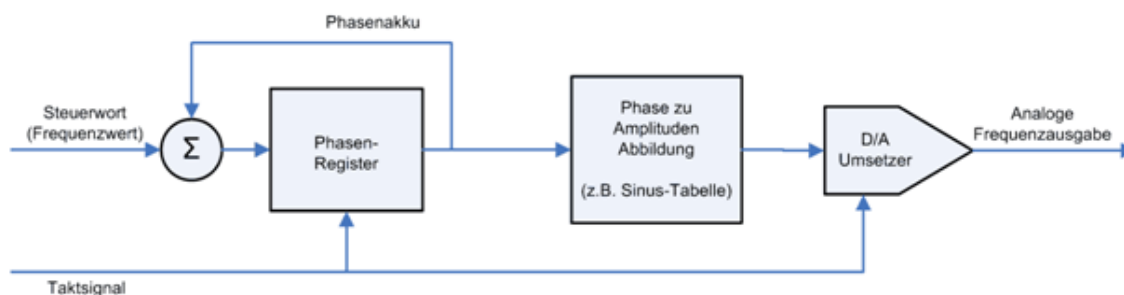 Phasenakku
Steuerwort
(Frequenzwert)
Σ
Phasen-
Register
Phase zu
Amplituden
Abbildung
(z.B. Sinus-Tabelle)
D/A
Umsetzer
Analoge
Frequenzausgabe
Taktsignal